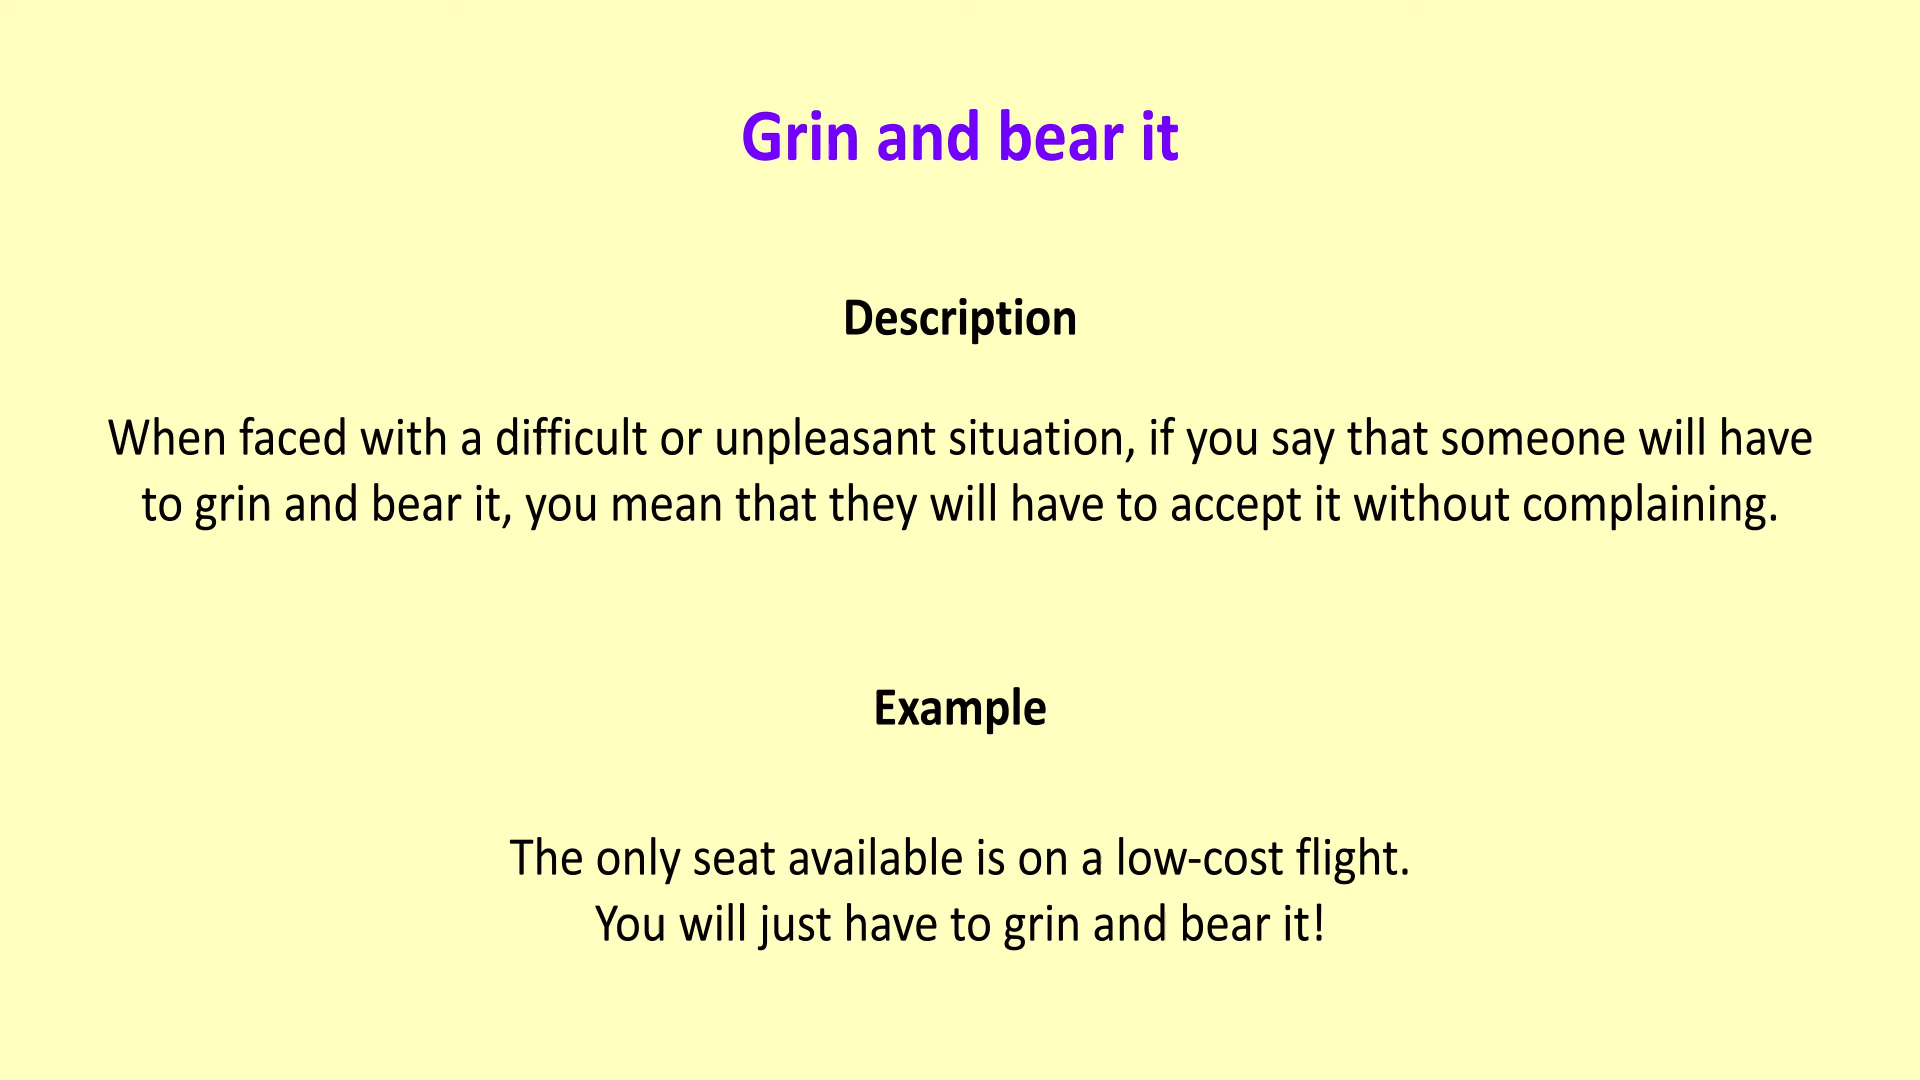 Grin and bear it
Description
When faced with a difficult or unpleasant situation, if you say that someone will have
to grin and bear it, you mean that they will have to accept it without complaining.
Example
The only seat available is on a low-cost flight.
You will just have to grin and bear it!